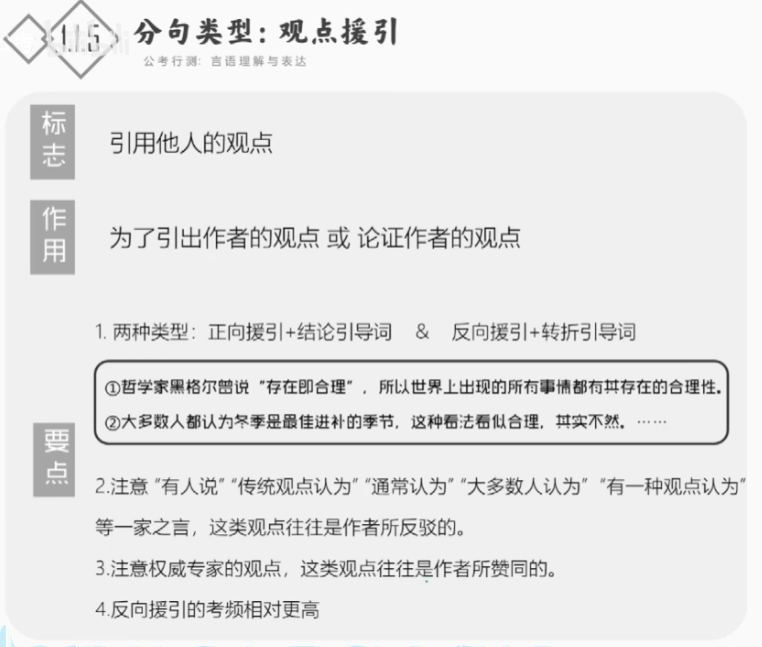 1.1.5 分句类型：观点援引
公考行测：言语理解与表达
标志
引用他人的观点
作用
为了引出作者的观点 或 论证作者的观点
要点
1. 两种类型：正向援引+结论引导词 & 反向援引+转折引导词
①哲学家黑格尔曾说“存在即合理”，所以世界上出现的所有事情都有其存在的合理性。
②大多数人都认为冬季是最佳进补的季节，这种看法看似合理，其实不然。……
2.注意“有人说”“传统观点认为”“通常认为”“大多数人认为”“有一种观点认为”
等一家之言，这类观点往往是作者所反驳的。
3.注意权威专家的观点，这类观点往往是作者所赞同的。
4.反向援引的考频相对更高